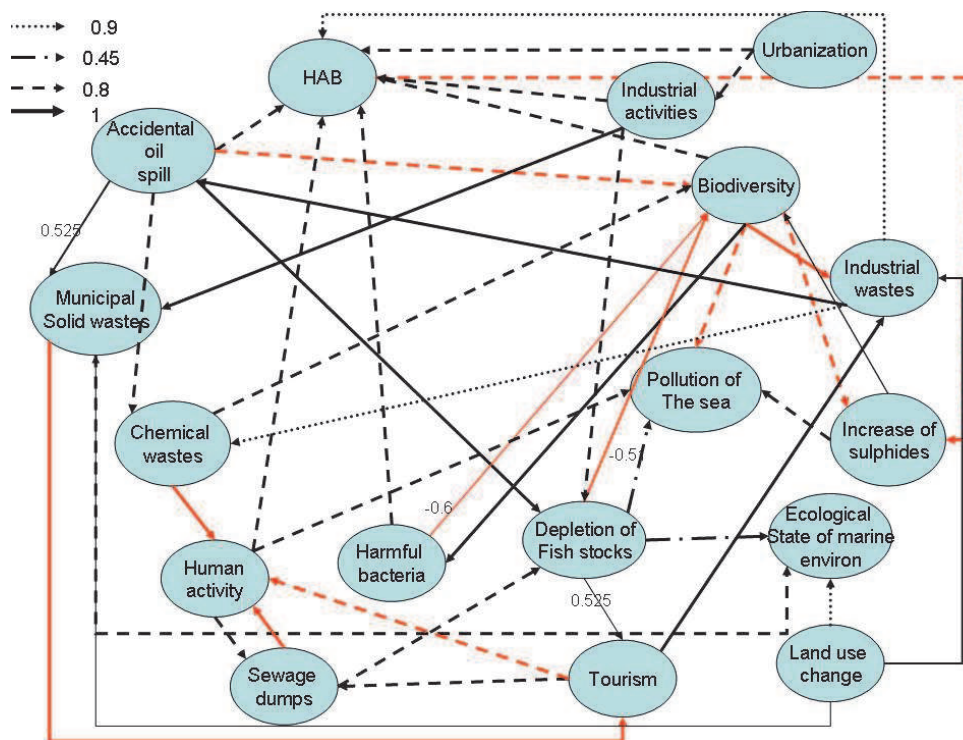 0.9
0.45
0.8
1
HAB
Urbanization
Industrial
activities
Accidental
oil
spill
Biodiversity
0.525
Industrial
wastes
Municipal
Solid wastes
Pollution of
The sea
Chemical
wastes
Increase of
sulphides
-0.51
-0.6
Ecological
State of marine
environ
Depletion of
Fish stocks
Harmful
bacteria
Human
activity
0.525
Sewage
dumps
Tourism
Land use
change